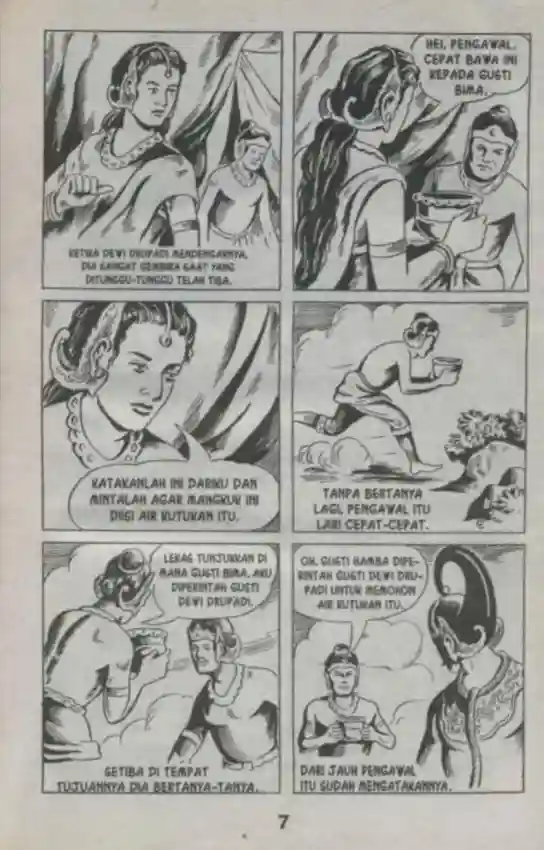 KETIKA DEWI DRUPADI MENDENGARNYA,
DIA SANGAT GEMBIRA SAAT YANG
DITUNGGU-TUNGGU TELAH TIBA.
HEI, PENGAWAL,
CEPAT BAWA INI
KEPADA GUSTI
BIMA.
KATAKANLAH INI DARIKU DAN
MINTALAH AGAR MANGKUK INI
DIISI AIR KUTUKAN ITU.
TANPA BERTANYA
LAGI, PENGAWAL ITU
LARI CEPAT-CEPAT.
LEKAS TUNJUKKAN DI
MANA GUSTI BIMA, AKU
DIPERINTAH GUSTI
DEWI DRUPADI.
SETIBA DI TEMPAT
TUJUANNYA DIA BERTANYA-TANYA.
OH, GUSTI HAMBA DIPE-
RINTAH GUSTI DEWI DRU-
PADI UNTUK MEMOHON
AIR KUTUKAN ITU.
DARI JAUH PENGAWAL
ITU SUDAH MENGATAKANNYA.
7